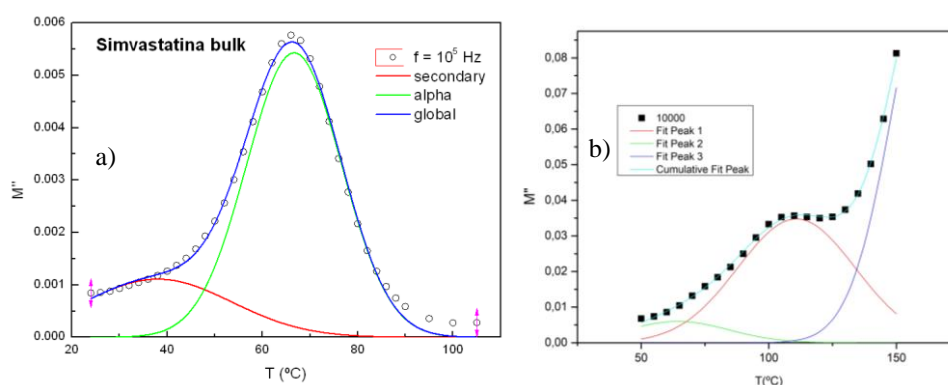 a)
Simvastatina bulk
f = 10⁵ Hz
secondary
alpha
global
M''
0.006
0.005
0.004
0.003
0.002
0.001
0.000
20 40 60 80 100
T (ºC)
b)
10000
Fit Peak 1
Fit Peak 2
Fit Peak 3
Cumulative Fit Peak
M''
0,08
0,07
0,06
0,05
0,04
0,03
0,02
0,01
0,00
50 100 150
T(ºC)